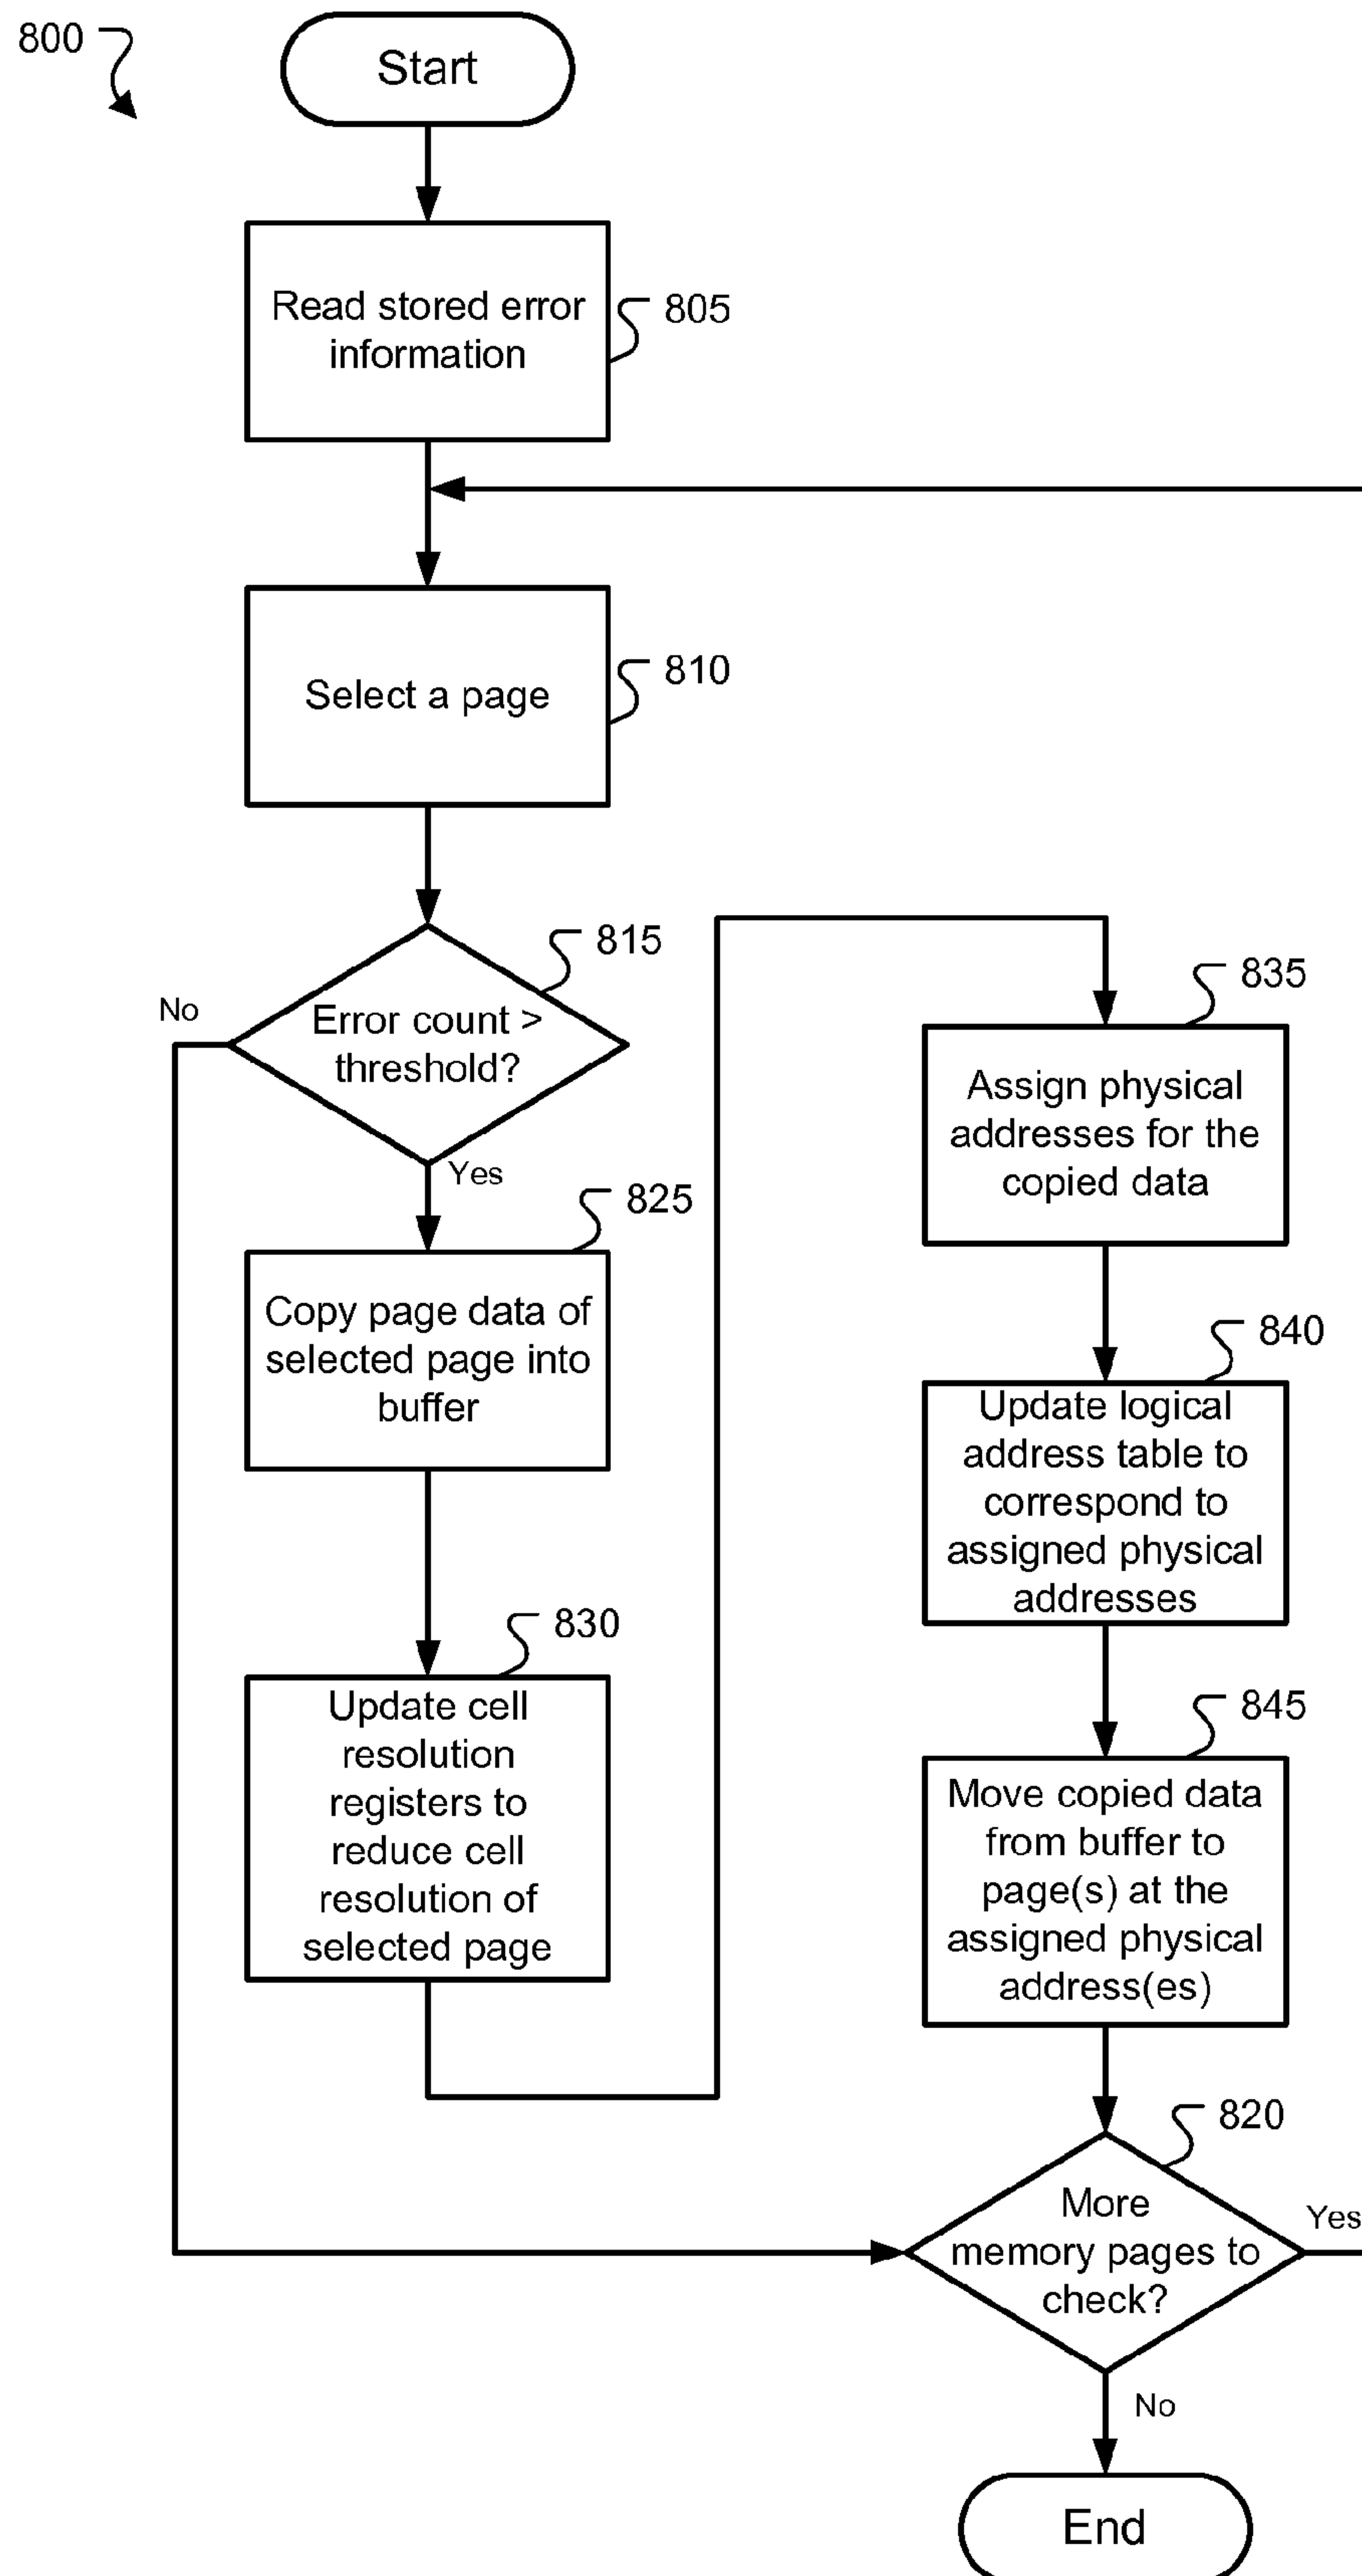 800
Start
Read stored error
information
805
Select a page
810
815
No
Error count >
threshold?
Yes
825
Copy page data of
selected page into
buffer
830
Update cell
resolution
registers to
reduce cell
resolution of
selected page
835
Assign physical
addresses for the
copied data
840
Update logical
address table to
correspond to
assigned physical
addresses
845
Move copied data
from buffer to
page(s) at the
assigned physical
address(es)
820
More
memory pages to
check?
Yes
No
End